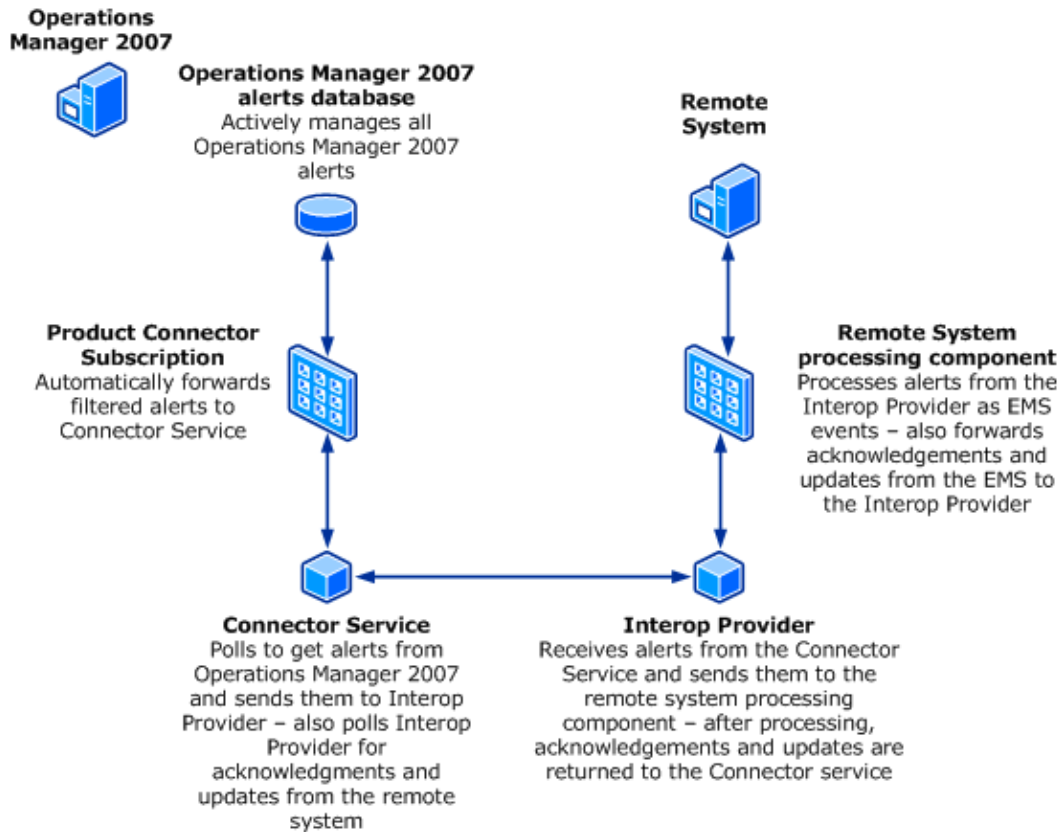 Operations
Manager 2007
Operations Manager 2007
alerts database
Actively manages all
Operations Manager 2007
alerts
Remote
System
Product Connector
Subscription
Automatically forwards
filtered alerts to
Connector Service
Remote System
processing component
Processes alerts from the
Interop Provider as EMS
events – also forwards
acknowledgements and
updates from the EMS to
the Interop Provider
Connector Service
Polls to get alerts from
Operations Manager 2007
and sends them to Interop
Provider – also polls Interop
Provider for
acknowledgments and
updates from the remote
system
Interop Provider
Receives alerts from the Connector
Service and sends them to the
remote system processing
component – after processing,
acknowledgements and updates are
returned to the Connector service